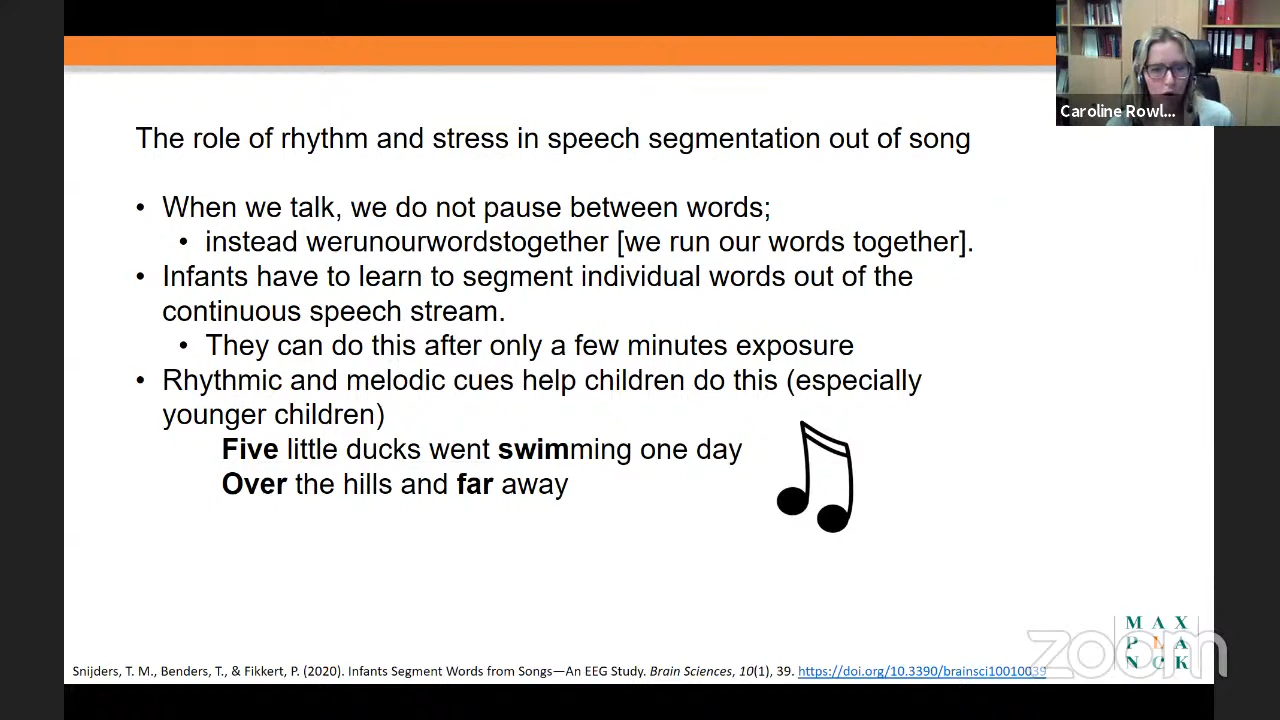 Caroline Rowl...
The role of rhythm and stress in speech segmentation out of song
• When we talk, we do not pause between words;
• instead werunourwordstogether [we run our words together].
• Infants have to learn to segment individual words out of the
continuous speech stream.
• They can do this after only a few minutes exposure
• Rhythmic and melodic cues help children do this (especially
younger children)
Five little ducks went swimming one day
Over the hills and far away
MAX
PLA
NCK
zoom
Snijders, T. M., Benders, T., & Fikkert, P. (2020). Infants Segment Words from Songs—An EEG Study. Brain Sciences, 10(1), 39. https://doi.org/10.3390/brainsci10010039